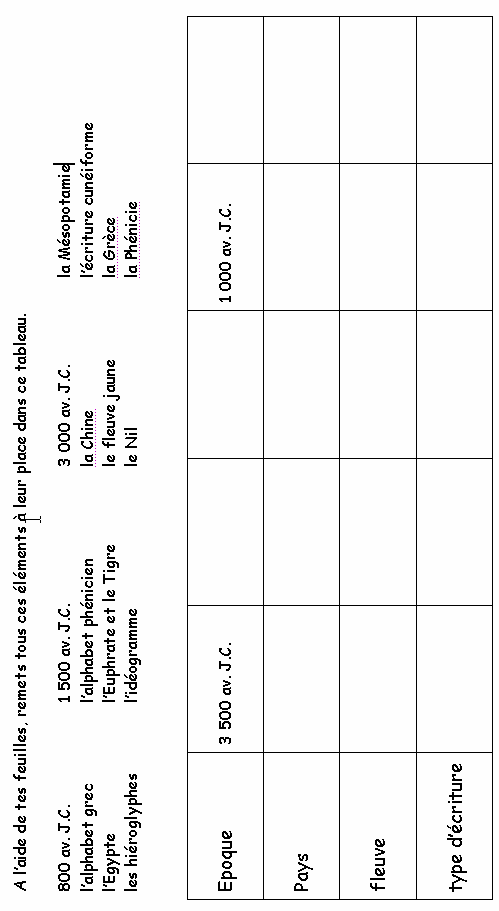 A l'aide de tes feuilles, remets tous ces éléments à leur place dans ce tableau.
800 av. J.C. 1 500 av. J.C. 3 000 av. J.C. la Mésopotamie
l'alphabet grec l'alphabet phénicien la Chine l'écriture cunéiforme
l'Egypte l'Euphrate et le Tigre le fleuve jaune la Grèce
les hiéroglyphes l'idéogramme le Nil la Phénicie
Epoque 3 500 av. J.C. 1 000 av. J.C.
Pays
fleuve
type d'écriture